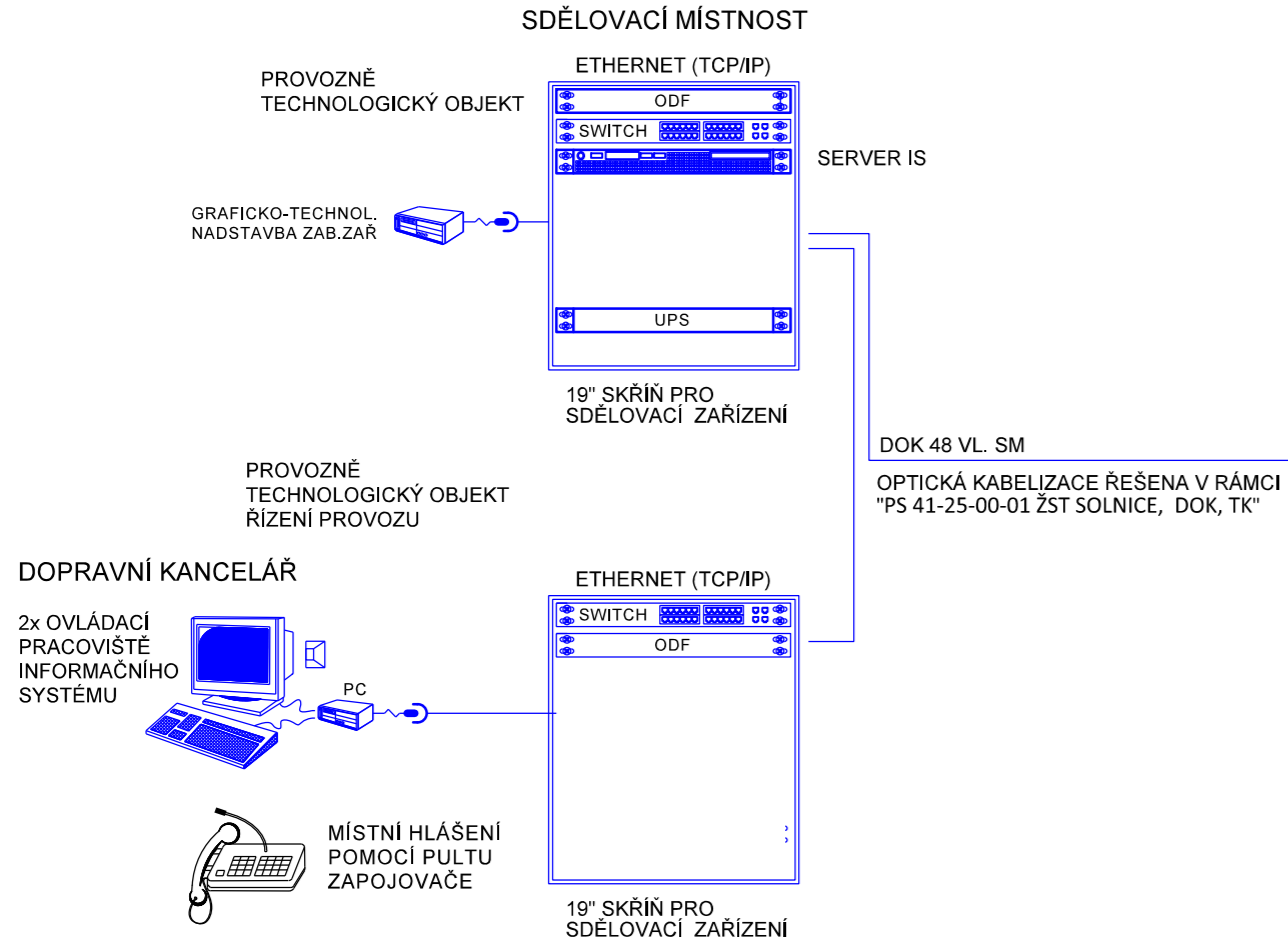 SDĚLOVACÍ MÍSTNOST
PROVOZNĚ
TECHNOLOGICKÝ OBJEKT
ETHERNET (TCP/IP)
ODF
SWITCH
SERVER IS
GRAFICKO-TECHNOL.
NADSTAVBA ZAB.ZAŘ
UPS
19" SKŘÍŇ PRO
SDĚLOVACÍ ZAŘÍZENÍ
DOK 48 VL. SM
OPTICKÁ KABELIZACE ŘEŠENA V RÁMCI
"PS 41-25-00-01 ŽST SOLNICE, DOK, TK"
PROVOZNĚ
TECHNOLOGICKÝ OBJEKT
ŘÍZENÍ PROVOZU
DOPRAVNÍ KANCELÁŘ
2x OVLÁDACÍ
PRACOVIŠTĚ
INFORMAČNÍHO
SYSTÉMU
PC
ETHERNET (TCP/IP)
SWITCH
ODF
MÍSTNÍ HLÁŠENÍ
POMOCÍ PULTU
ZAPOJOVAČE
19" SKŘÍŇ PRO
SDĚLOVACÍ ZAŘÍZENÍ